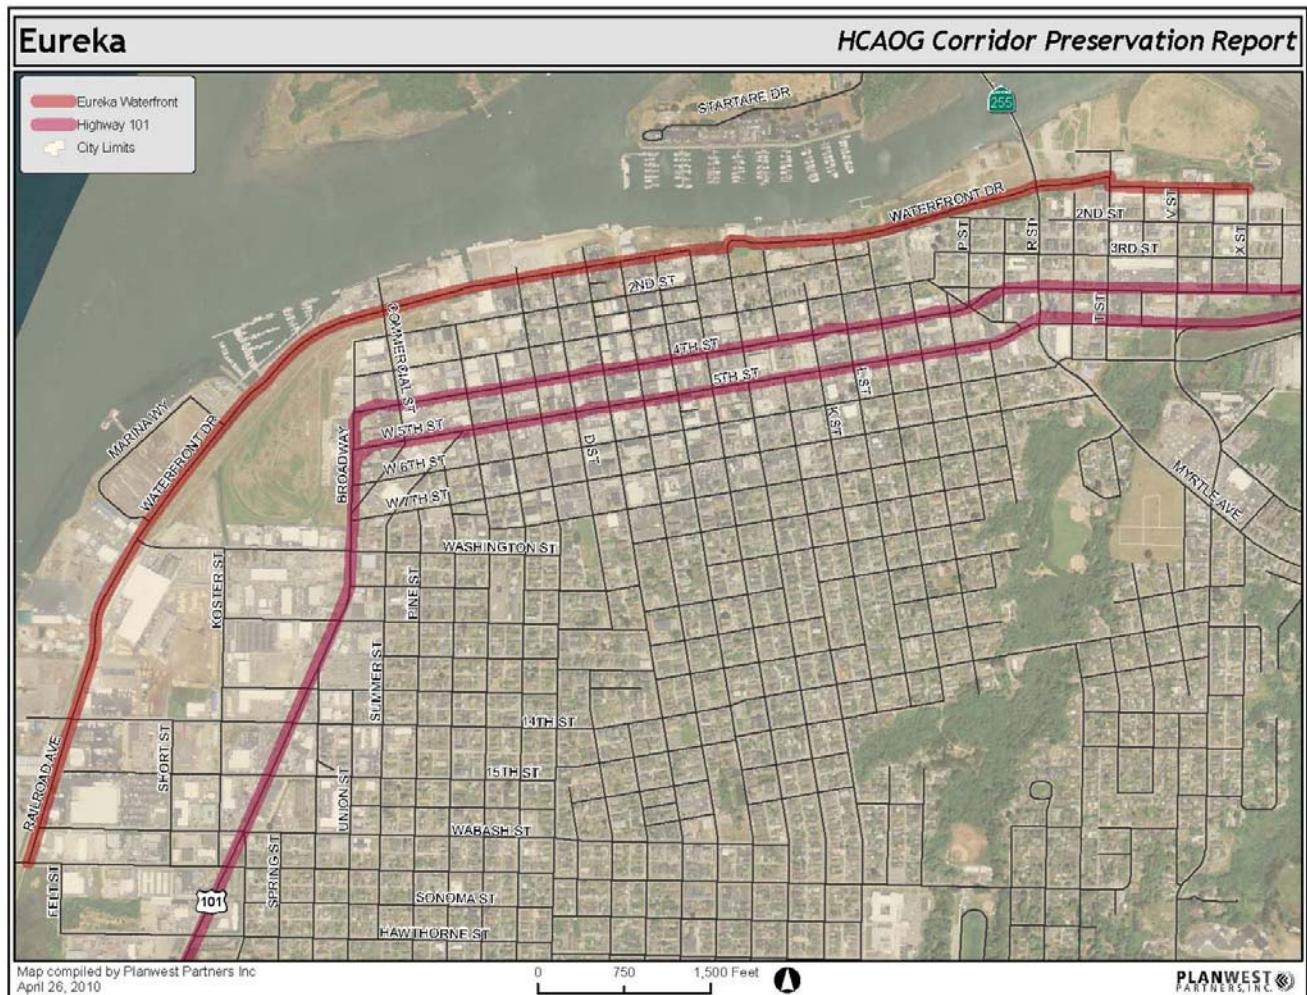 Eureka
HCAOG Corridor Preservation Report
Eureka Waterfront
Highway 101
City Limits
STARTARE DR
255
WATERFRONT DR
2ND ST
V ST
P ST
R ST
3RD ST
X ST
2ND ST
T ST
COMMERCIAL ST
4TH ST
5TH ST
L ST
K ST
MARINA WY
WATERFRONT DR
BROADWAY
W 5TH ST
D ST
W 6TH ST
W 7TH ST
MYRTLE AVE
WASHINGTON ST
KOSTER ST
PINE ST
SUMMER ST
14TH ST
SHORT ST
RAILROAD AVE
15TH ST
UNION ST
WABASH ST
SPRING ST
FELT ST
101
SONOMA ST
HAWTHORNE ST
Map compiled by Planwest Partners Inc
April 26, 2010
0 750 1,500 Feet
PLANWEST
PARTNERS, INC.